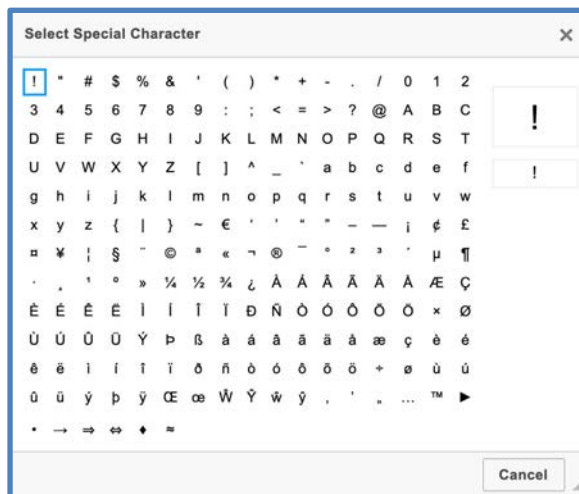 Select Special Character ×
! " # $ % & ' ( ) * + - . / 0 1 2
3 4 5 6 7 8 9 : ; < = > ? @ A B C
D E F G H I J K L M N O P Q R S T
U V W X Y Z [ ] ^ _ ` a b c d e f
g h i j k l m n o p q r s t u v w
x y z { | } ~ € ‘ ’ “ ” – — ¡ ¢ £
¤ ¥ ¦ § ¨ © ª « ¬ ® ¯ ° ² ³ ´ µ ¶
· ¸ ¹ º » ¼ ½ ¾ ¿ À Á Â Ã Ä Å Æ Ç
È É Ê Ë Ì Í Î Ï Ð Ñ Ò Ó Ô Õ Ö × Ø
Ù Ú Û Ü Ý Þ ß à á â ã ä å æ ç è é
ê ë ì í î ï ð ñ ò ó ô õ ö ÷ ø ù ú
û ü ý þ ÿ Œ œ Ŵ Ŷ ŵ ŷ ‚ ‛ „ … ™ ►
• → ⇒ ⇔ ♦ ≈
!
!
Cancel